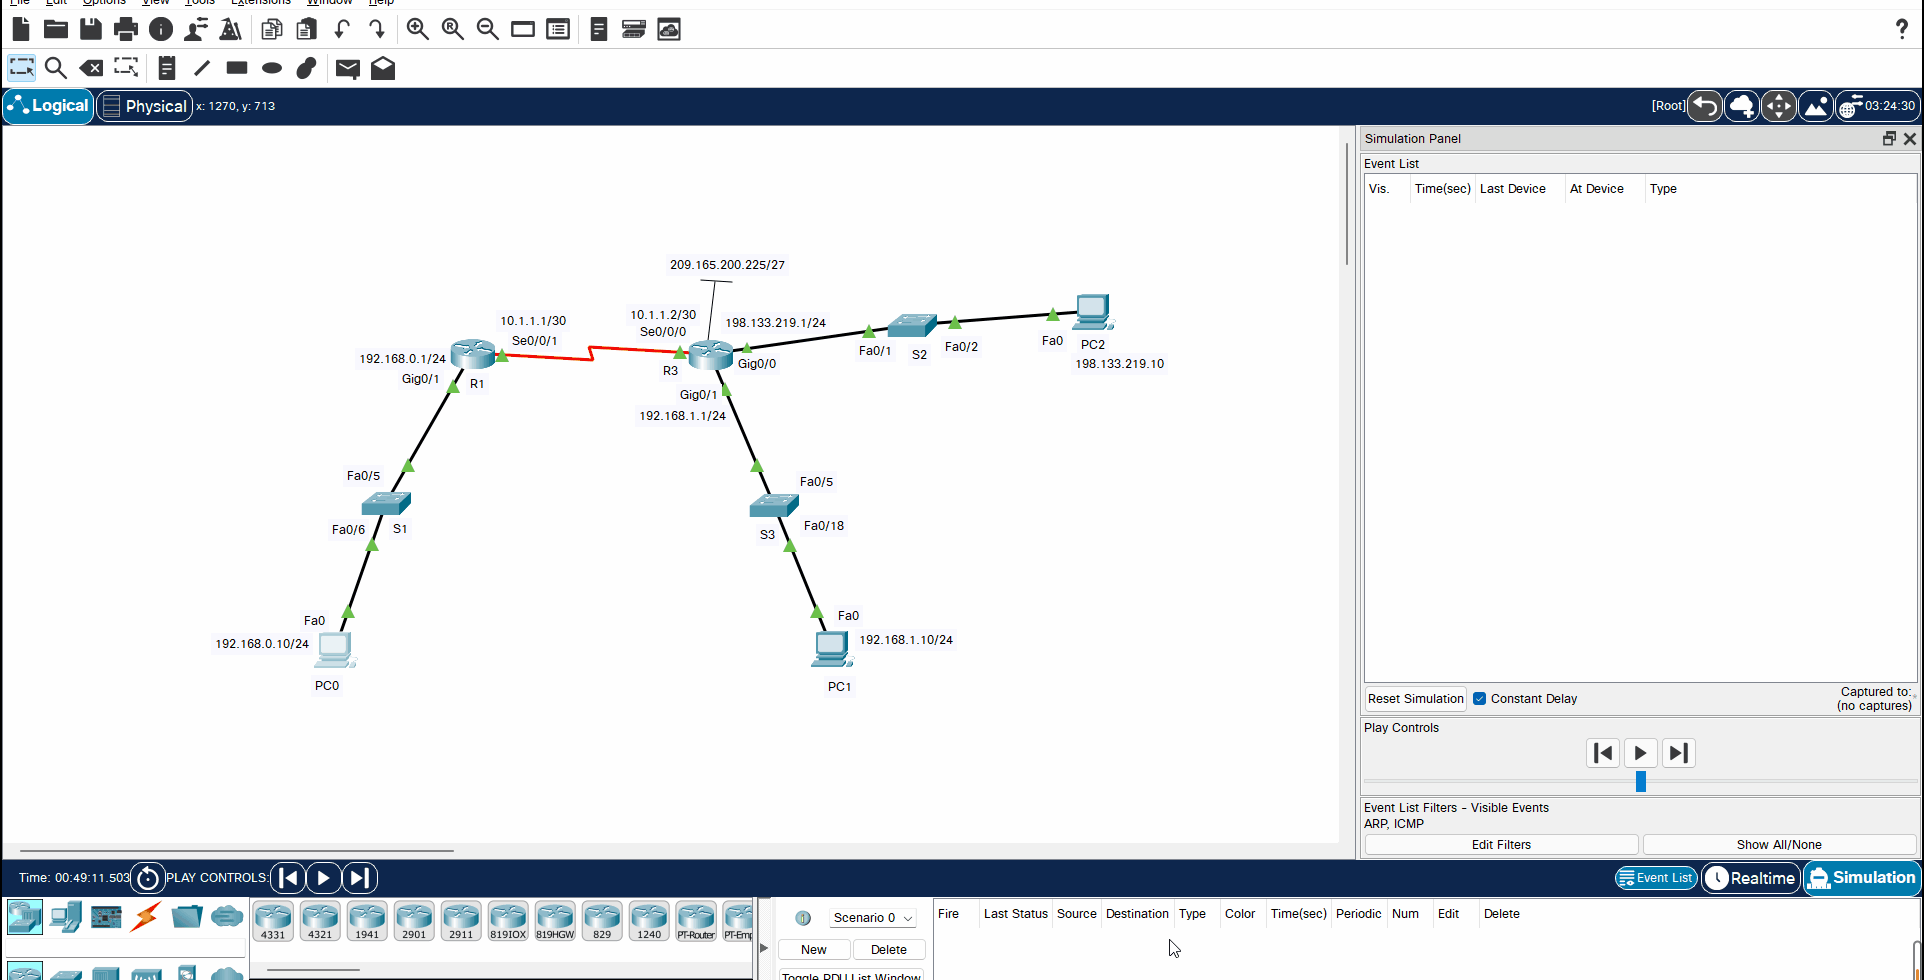 File Edit Options View Tools Extensions Window Help
?
Logical Physical x: 1270, y: 713
[Root] 03:24:30
Simulation Panel
Event List
Vis. Time(sec) Last Device At Device Type
209.165.200.225/27
10.1.1.1/30
Se0/0/1
10.1.1.2/30
Se0/0/0
198.133.219.1/24
192.168.0.1/24
Gig0/1
R1
R3
Gig0/0
Fa0/1
S2
Fa0/2
Fa0
PC2
198.133.219.10
Gig0/1
192.168.1.1/24
Fa0/5
Fa0/6
S1
Fa0/5
S3
Fa0/18
Fa0
192.168.0.10/24
PC0
Fa0
192.168.1.10/24
PC1
Reset Simulation Constant Delay
Captured to:
(no captures)
Play Controls
Event List Filters - Visible Events
ARP, ICMP
Edit Filters Show All/None
Time: 00:49:11.503 PLAY CONTROLS:
Event List Realtime Simulation
4331 4321 1941 2901 2911 819IOX 819HGW 829 1240 PT-Router PT-Emp
Scenario 0
New Delete
Toggle PDU List Window
Fire Last Status Source Destination Type Color Time(sec) Periodic Num Edit Delete